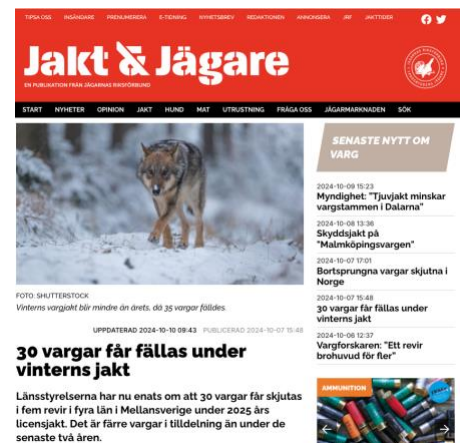 TIPSA OSS INSÄNDARE PRENUMERERA E-TIDNING NYHETSBREV REDAKTIONEN ANNONSERA JRF JAKTTIDER
Jakt & Jägare
EN PUBLIKATION FRÅN JÄGARNAS RIKSFÖRBUND
START NYHETER OPINION JAKT HUND MAT UTRUSTNING FRÅGA OSS JÄGARMARKNADEN SÖK
FOTO: SHUTTERSTOCK
Vinterns vargjakt blir mindre än årets, då 35 vargar fälldes.
UPPDATERAD 2024-10-10 09:43 PUBLICERAD 2024-10-07 15:48
30 vargar får fällas under
vinterns jakt
Länsstyrelserna har nu enats om att 30 vargar får skjutas
i fem revir i fyra län i Mellansverige under 2025 års
licensjakt. Det är färre vargar i tilldelning än under de
senaste två åren.
SENASTE NYTT OM
VARG
2024-10-09 15:23
Myndighet: "Tjuvjakt minskar
vargstammen i Dalarna"
2024-10-08 13:36
Skyddsjakt på
"Malmköpingsvargen"
2024-10-07 17:01
Bortsprungna vargar skjutna i
Norge
2024-10-07 15:48
30 vargar får fällas under
vinterns jakt
2024-10-06 12:37
Vargforskaren: "Ett revir
brohuvud för fler"
AMMUNITION